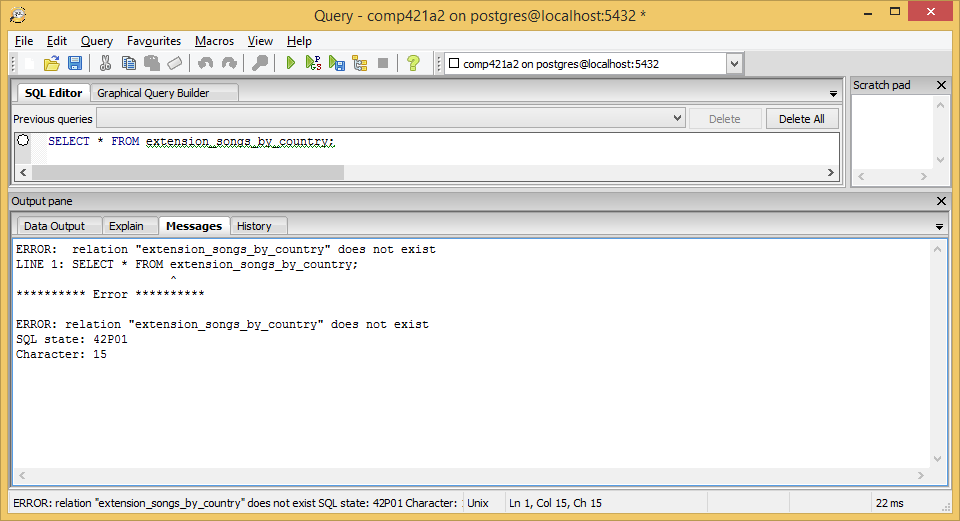 Query - comp421a2 on postgres@localhost:5432 *
File Edit Query Favourites Macros View Help
comp421a2 on postgres@localhost:5432
SQL Editor Graphical Query Builder
Scratch pad
Previous queries Delete Delete All
SELECT * FROM extension_songs_by_country;
Output pane
Data Output Explain Messages History
ERROR:  relation "extension_songs_by_country" does not exist
LINE 1: SELECT * FROM extension_songs_by_country;
^
********** Error **********
ERROR: relation "extension_songs_by_country" does not exist
SQL state: 42P01
Character: 15
ERROR: relation "extension_songs_by_country" does not exist SQL state: 42P01 Character: Unix Ln 1, Col 15, Ch 15 22 ms